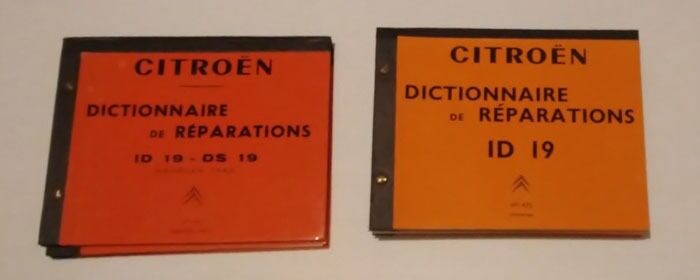 CITROËN
DICTIONNAIRE
DE RÉPARATIONS
ID 19 - DS 19
CITROËN
DICTIONNAIRE
DE RÉPARATIONS
ID 19